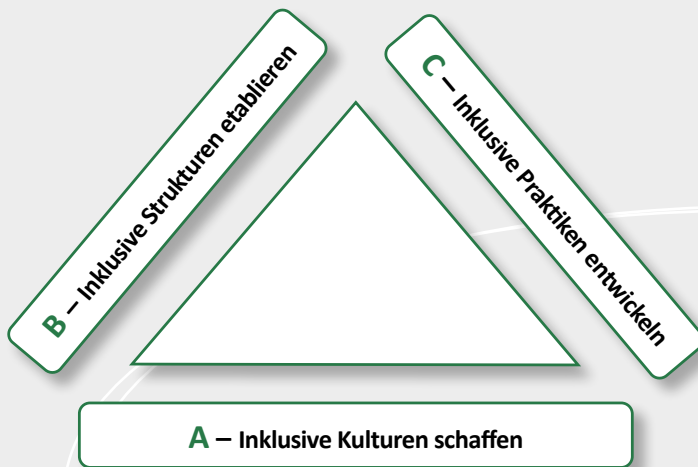 B – Inklusive Strukturen etablieren
C – Inklusive Praktiken entwickeln
A – Inklusive Kulturen schaffen